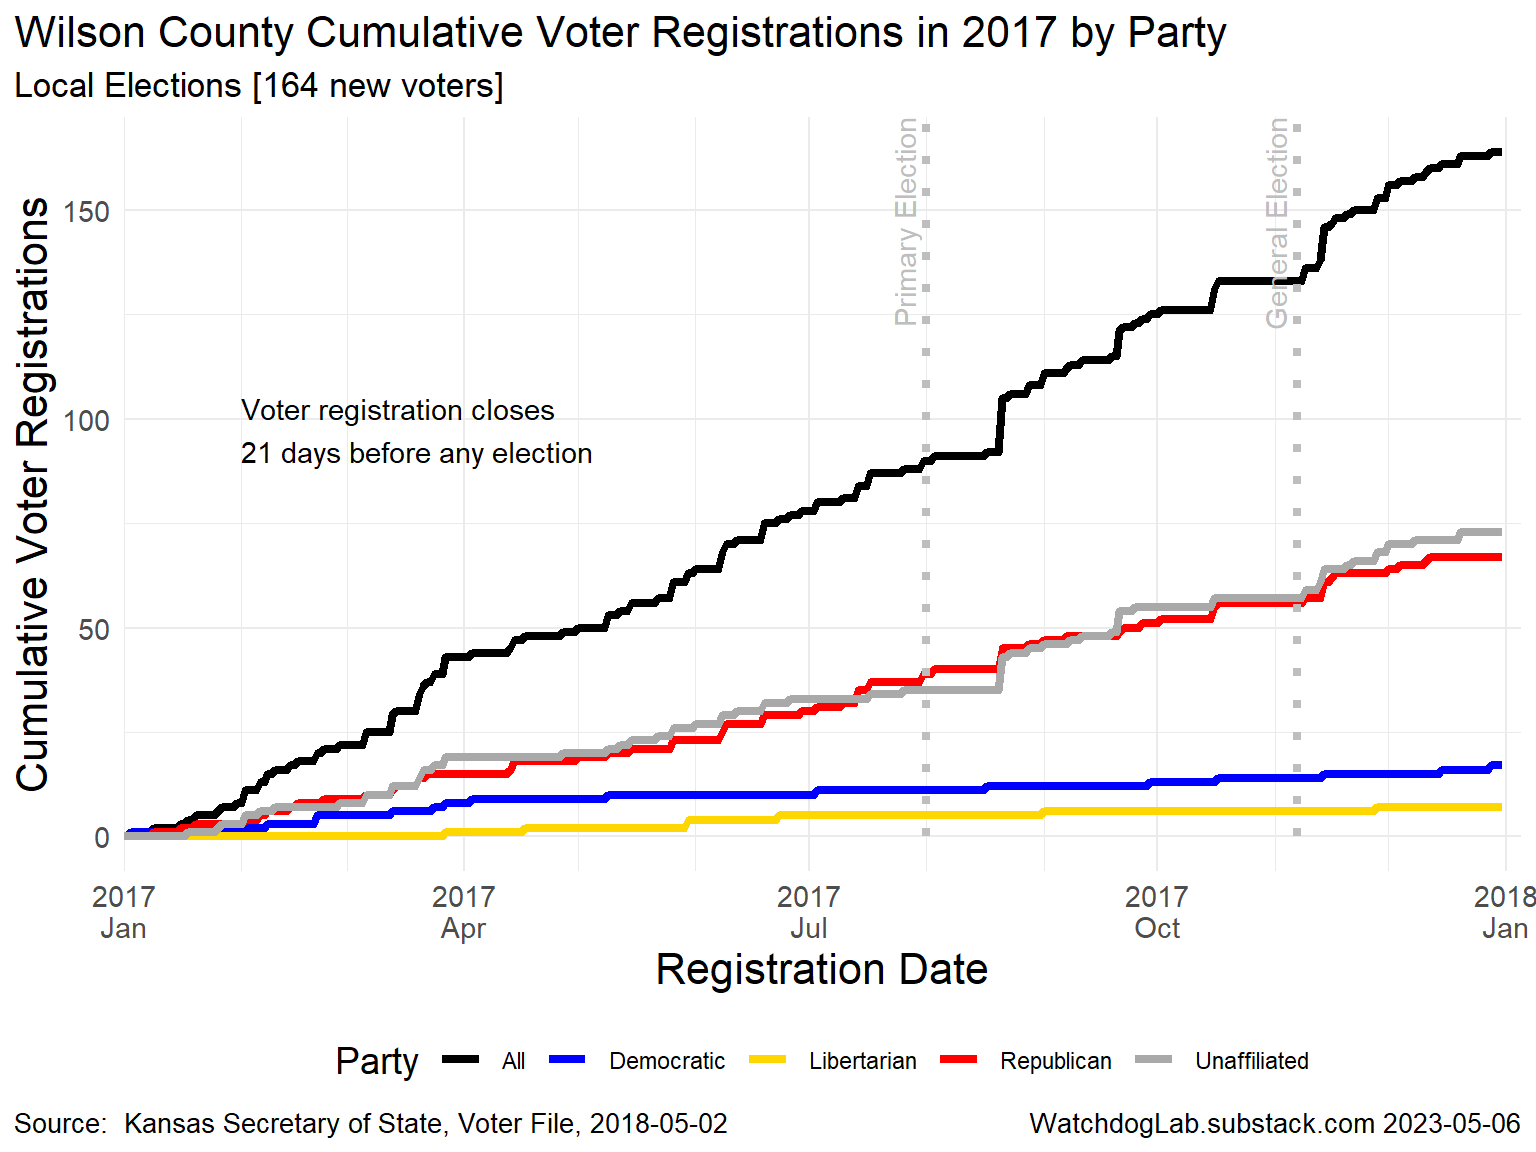 Wilson County Cumulative Voter Registrations in 2017 by Party
Local Elections [164 new voters]
Primary Election
General Election
Cumulative Voter Registrations
150
100
50
0
Voter registration closes
21 days before any election
2017
Jan
2017
Apr
2017
Jul
2017
Oct
2018
Jan
Registration Date
Party All Democratic Libertarian Republican Unaffiliated
Source:  Kansas Secretary of State, Voter File, 2018-05-02
WatchdogLab.substack.com 2023-05-06